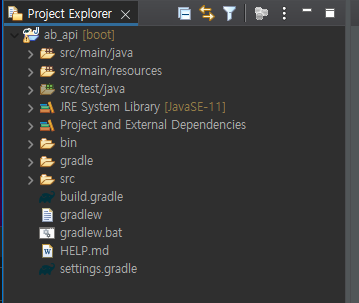 Project Explorer
ab_api [boot]
src/main/java
src/main/resources
src/test/java
JRE System Library [JavaSE-11]
Project and External Dependencies
bin
gradle
src
build.gradle
gradlew
gradlew.bat
HELP.md
settings.gradle